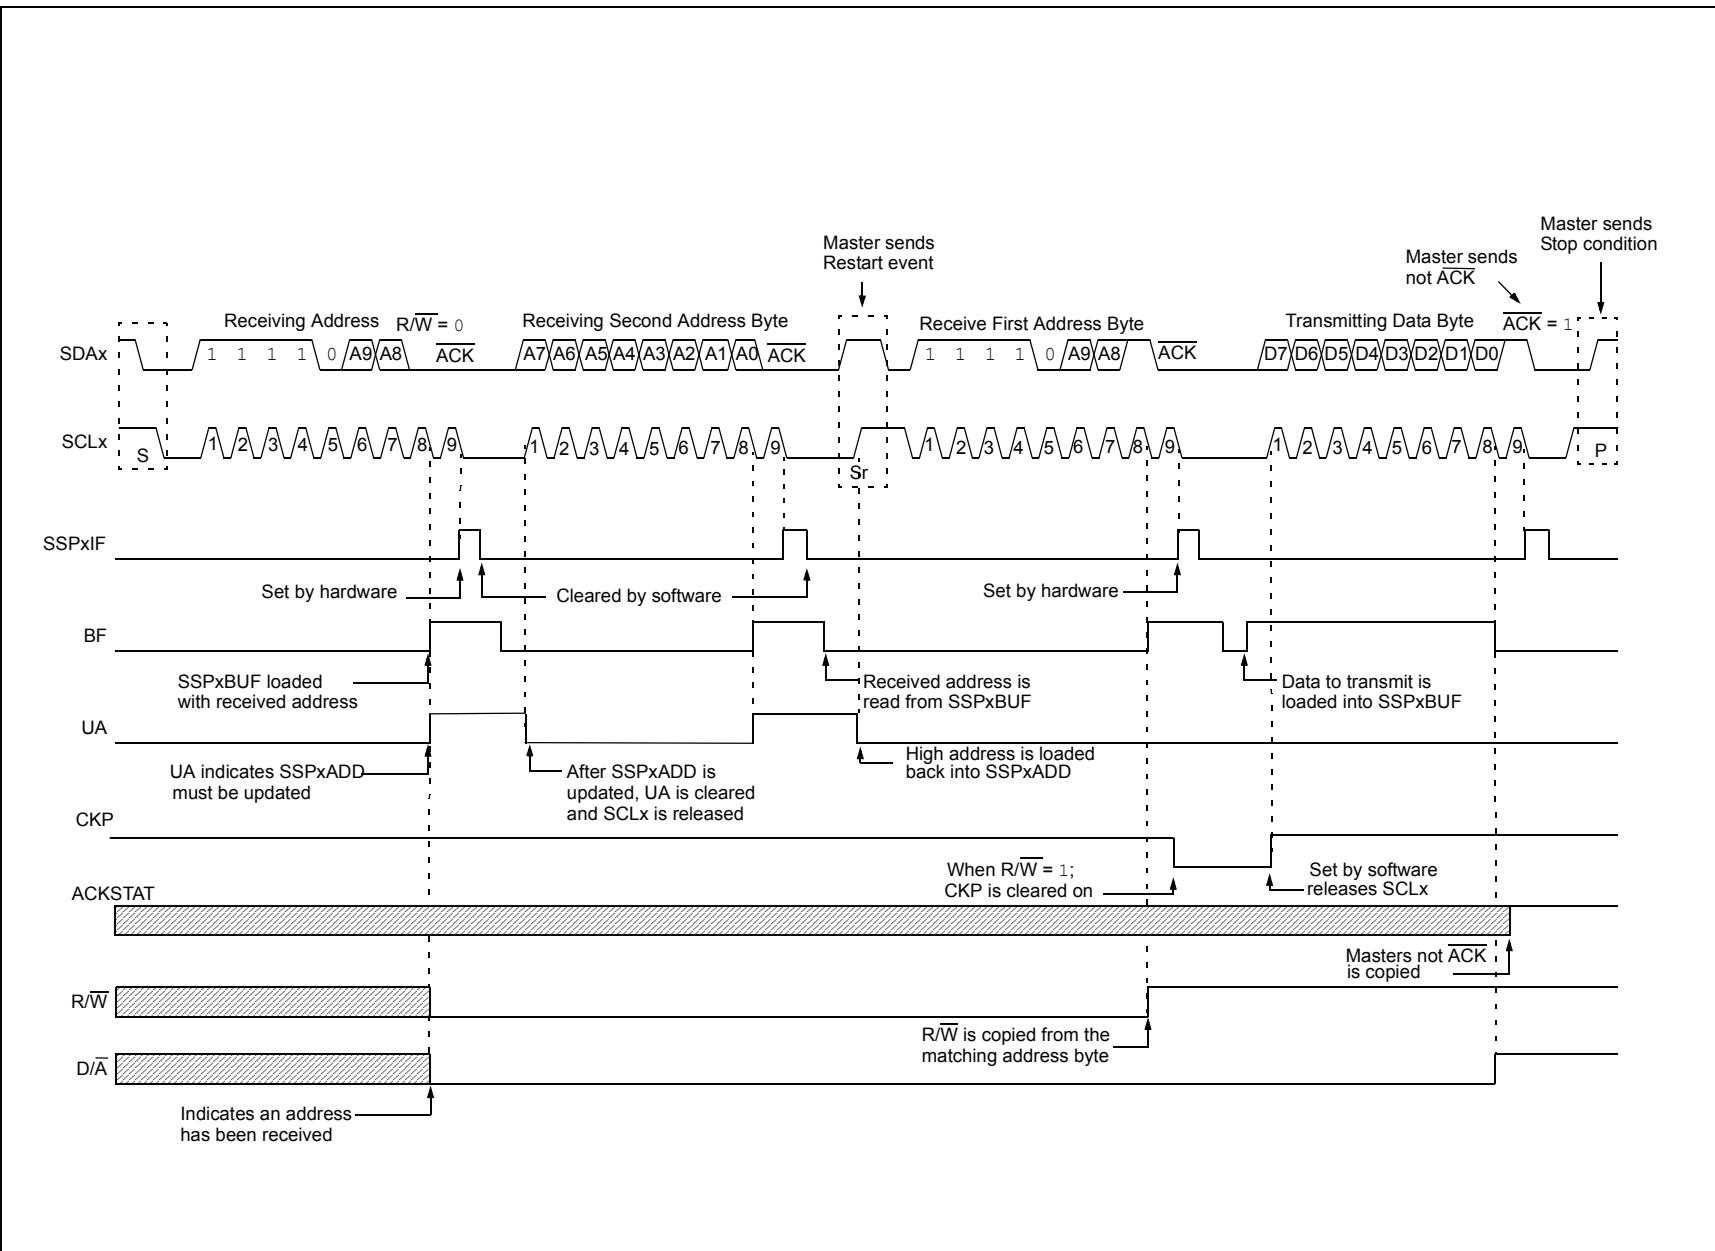 Master sends
Restart event
Master sends
not ACK
Master sends
Stop condition
Receiving Address R/W = 0
Receiving Second Address Byte
Receive First Address Byte
Transmitting Data Byte
ACK = 1
SDAx
1 1 1 1 0 A9 A8 ACK
A7 A6 A5 A4 A3 A2 A1 A0 ACK
1 1 1 1 0 A9 A8 ACK
D7 D6 D5 D4 D3 D2 D1 D0
SCLx
S
1 2 3 4 5 6 7 8 9
1 2 3 4 5 6 7 8 9
Sr
1 2 3 4 5 6 7 8 9
1 2 3 4 5 6 7 8 9
P
SSPxIF
Set by hardware
Cleared by software
Set by hardware
BF
SSPxBUF loaded
with received address
Received address is
read from SSPxBUF
Data to transmit is
loaded into SSPxBUF
UA
UA indicates SSPxADD
must be updated
After SSPxADD is
updated, UA is cleared
and SCLx is released
High address is loaded
back into SSPxADD
CKP
When R/W = 1;
CKP is cleared on
Set by software
releases SCLx
ACKSTAT
Masters not ACK
is copied
R/W
R/W is copied from the
matching address byte
D/A
Indicates an address
has been received